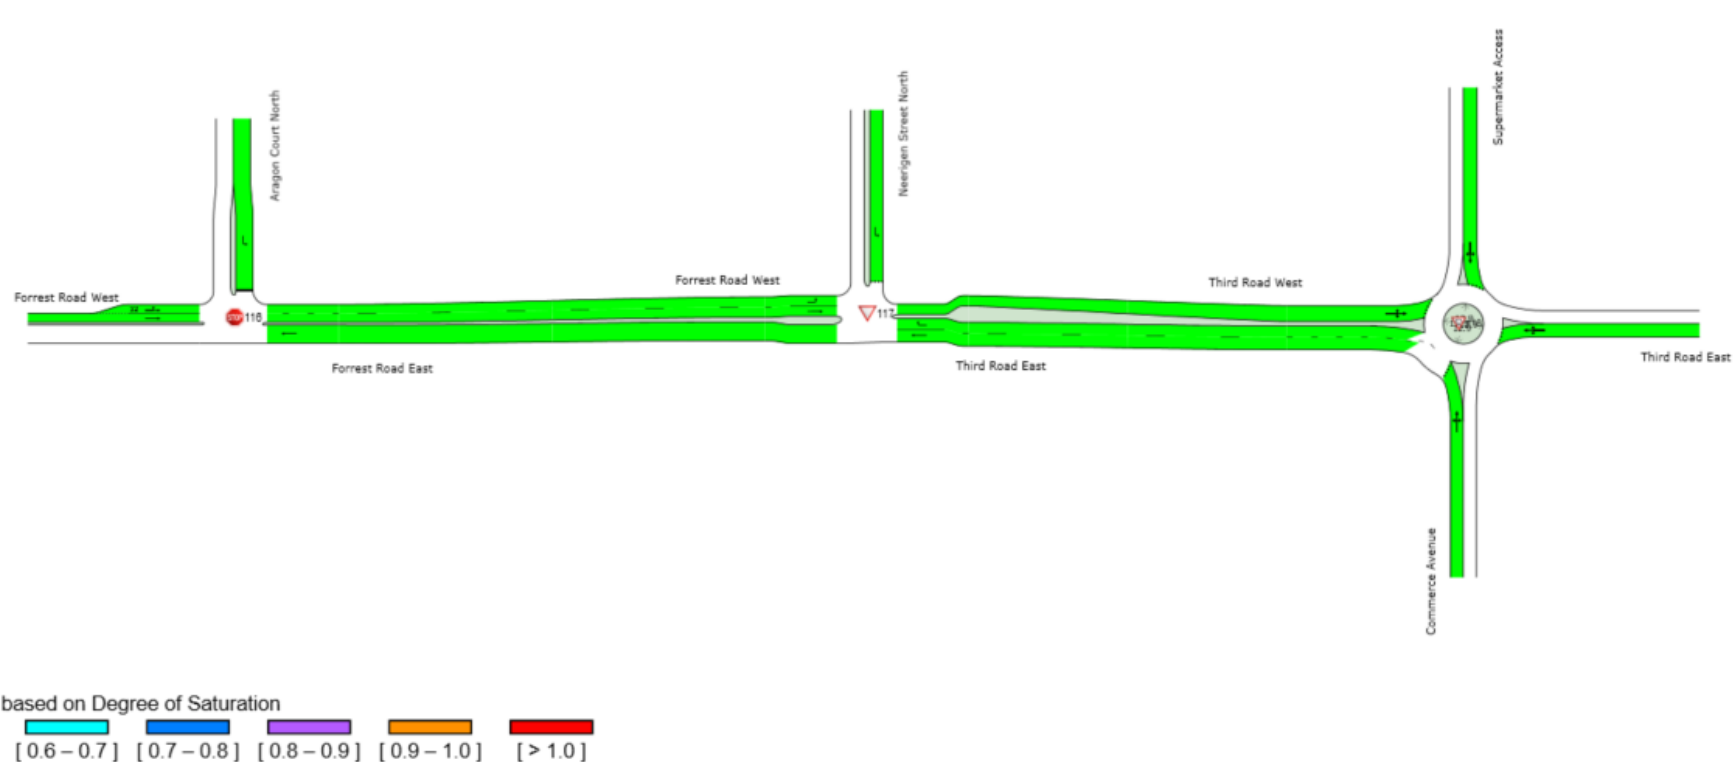 Supermarket Access
Neerigen Street North
Aragon Court North
Forrest Road West
Forrest Road West
Third Road West
STOP
116
117
Forrest Road East
Third Road East
Third Road East
Commerce Avenue
based on Degree of Saturation
[ 0.6 – 0.7 ] [ 0.7 – 0.8 ] [ 0.8 – 0.9 ] [ 0.9 – 1.0 ] [ > 1.0 ]